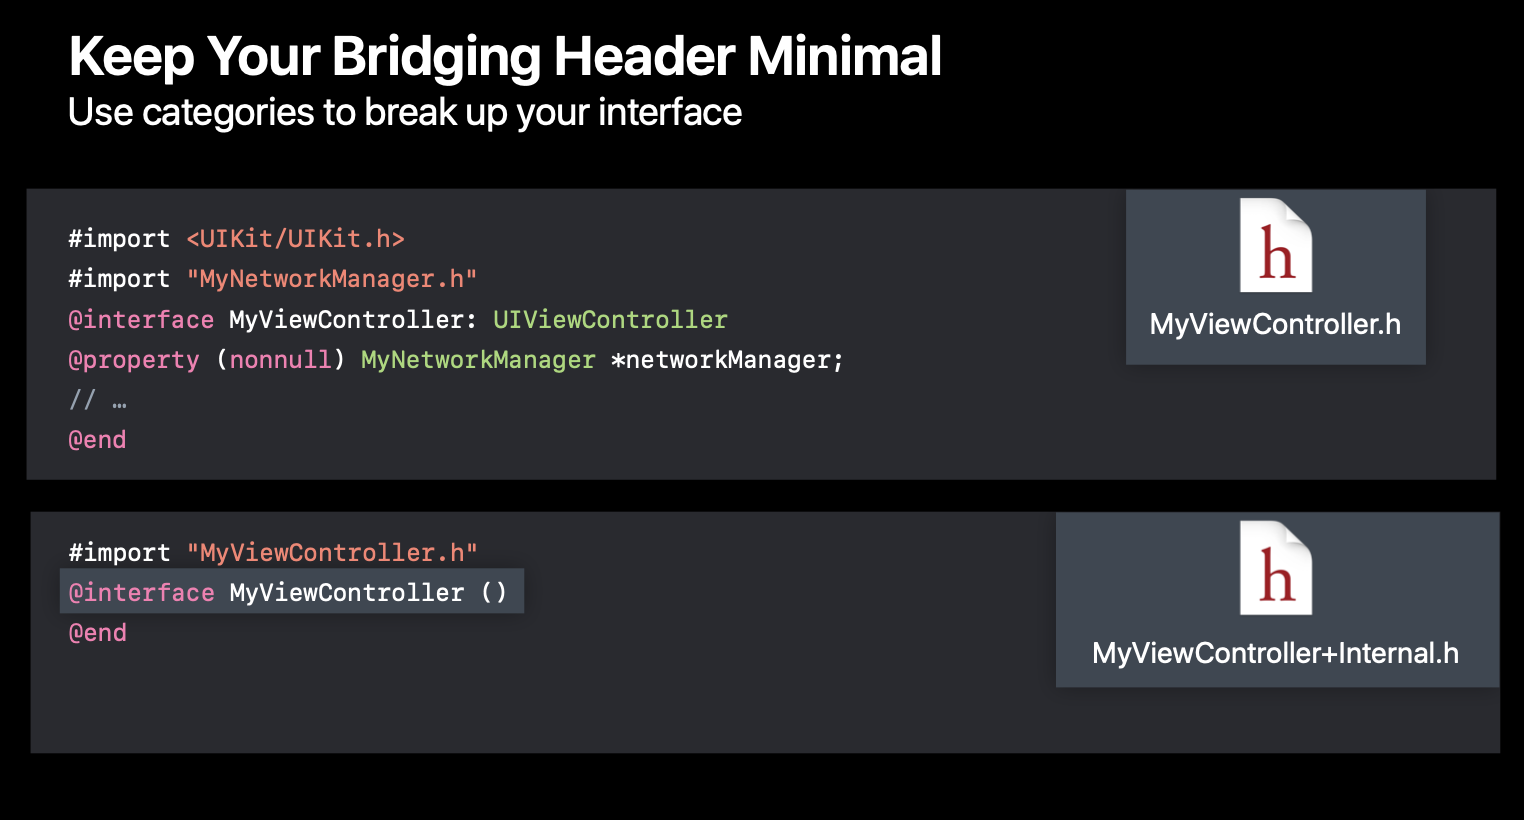 Keep Your Bridging Header Minimal
Use categories to break up your interface
#import <UIKit/UIKit.h>
#import "MyNetworkManager.h"
@interface MyViewController: UIViewController
@property (nonnull) MyNetworkManager *networkManager;
// …
@end
h
MyViewController.h
#import "MyViewController.h"
@interface MyViewController ()
@end
h
MyViewController+Internal.h